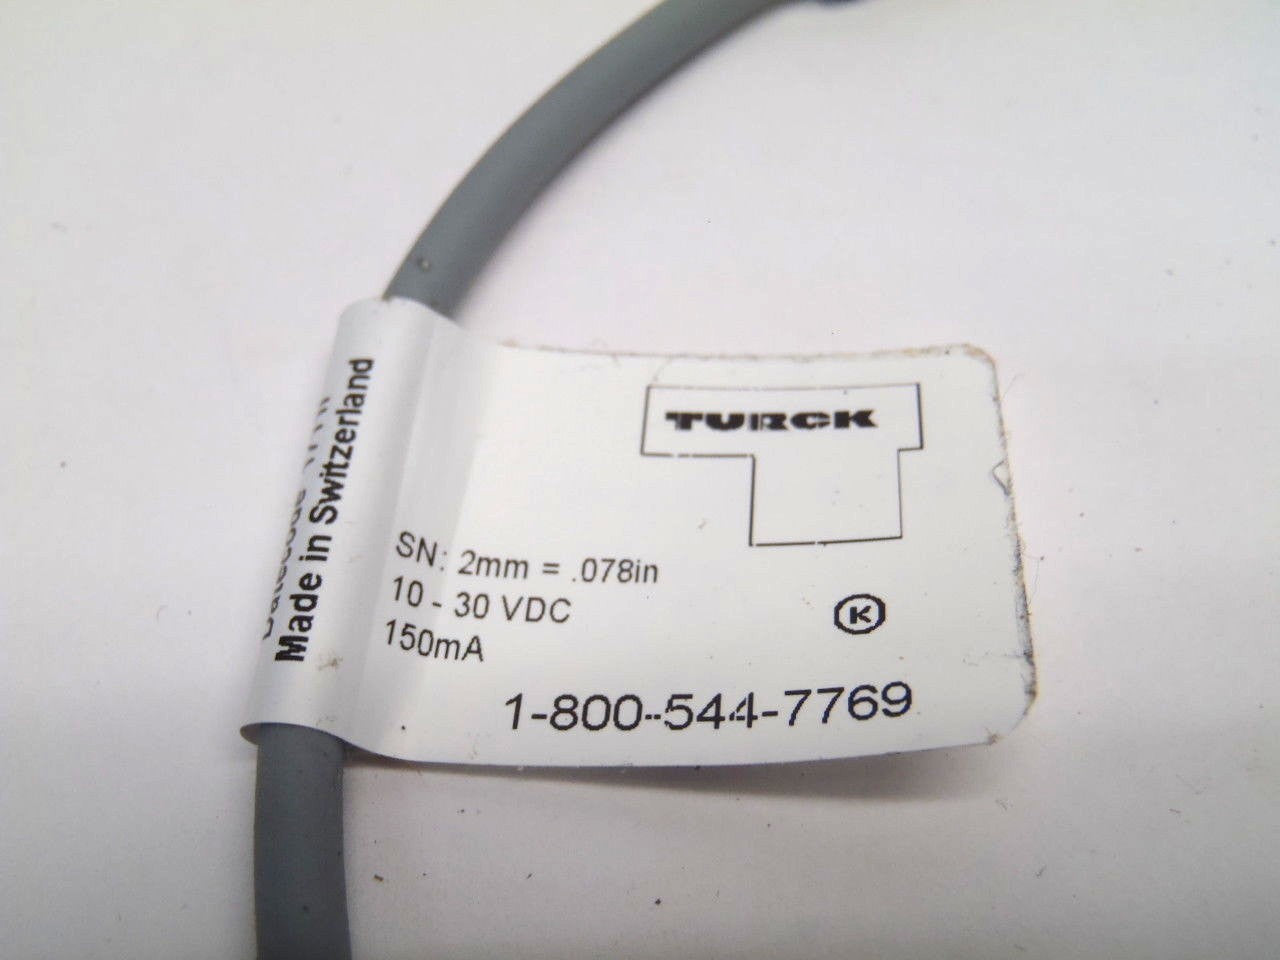 TURCK
SN: 2mm = .078in
10 - 30 VDC
150mA
K
1-800-544-7769
Made in Switzerland